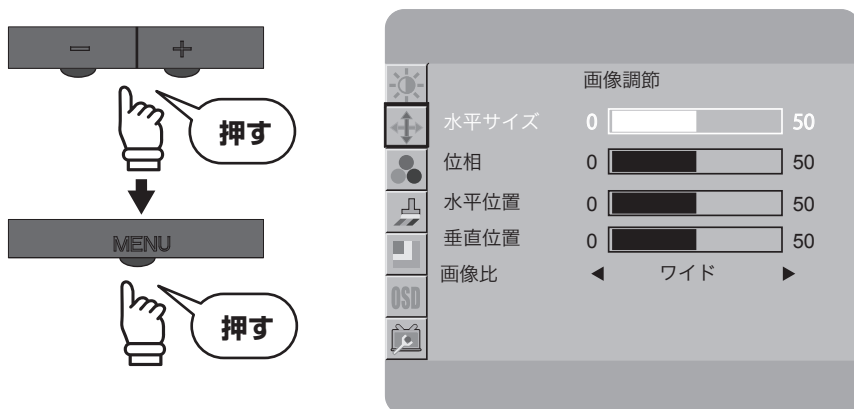 － ＋
押す
MENU
押す
画像調節
水平サイズ 0 50
位相 0 50
水平位置 0 50
垂直位置 0 50
画像比 ◀ ワイド ▶
OSD